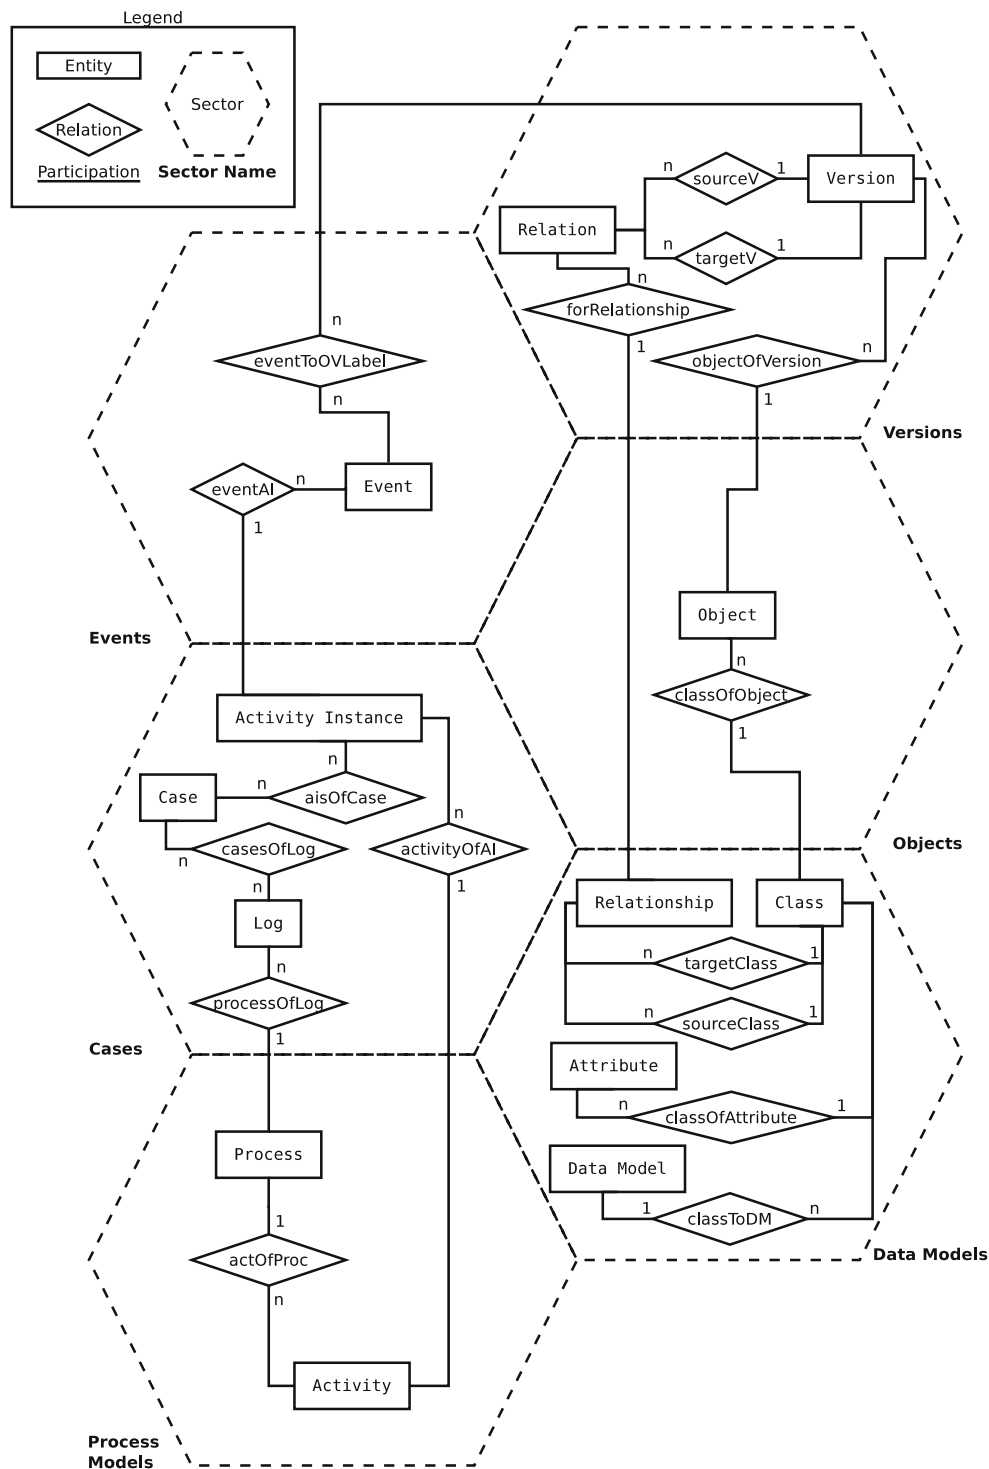 Legend
Entity
Sector
Relation
Participation
Sector Name
n
sourceV
1
Version
Relation
n
targetV
1
n
forRelationship
1
n
eventToOVLabel
n
objectOfVersion
n
1
Versions
eventAI
n
Event
1
Events
Object
n
classOfObject
1
Objects
Activity Instance
n
Case
n
aisOfCase
n
casesOfLog
n
activityOfAI
n
1
Log
n
processOfLog
1
Cases
Relationship
Class
n
targetClass
1
n
sourceClass
1
Attribute
n
classOfAttribute
1
Data Model
1
classToDM
n
Data Models
Process
1
actOfProc
n
Activity
Process
Models